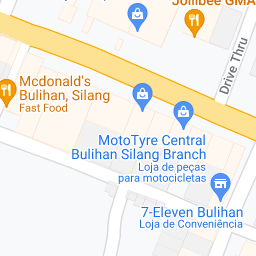 Jollibee GMA
Drive Thru
Mcdonald's
Bulihan, Silang
Fast Food
MotoTyre Central
Bulihan Silang Branch
Loja de peças
para motocicletas
7-Eleven Bulihan
Loja de Conveniência